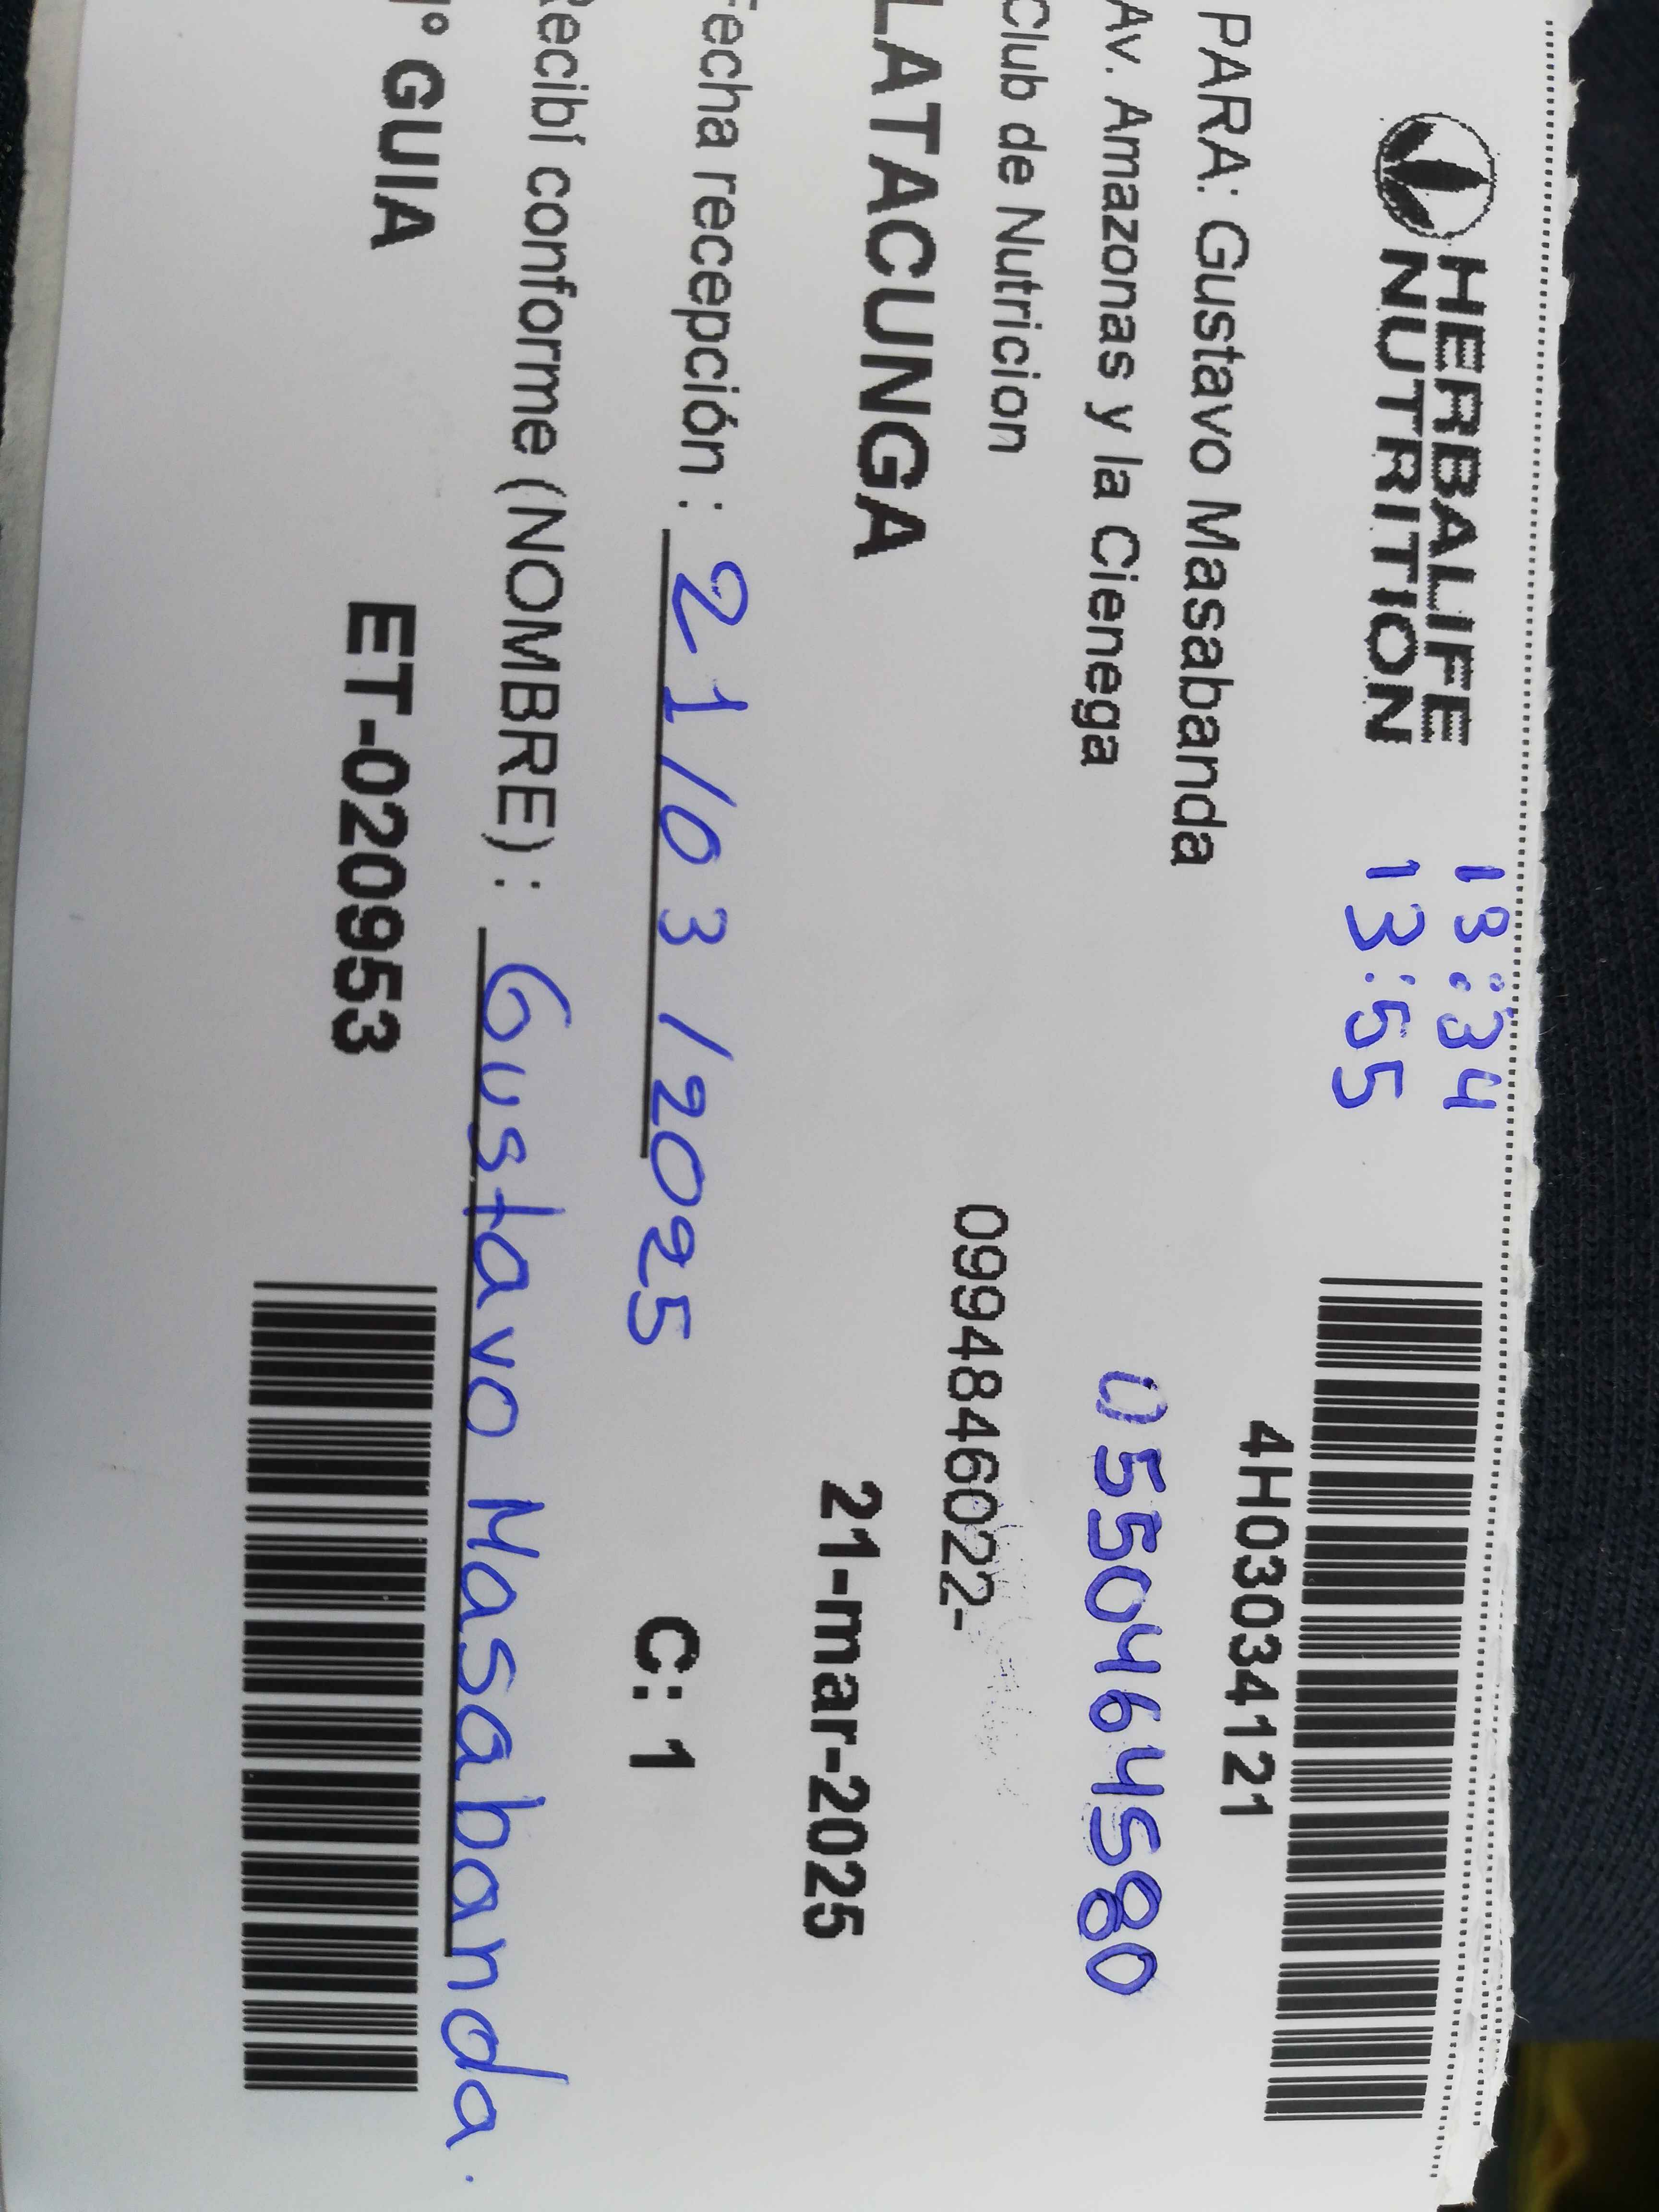 HERBALIFE
NUTRITION
13:34
13:55
4H03034121
PARA: Gustavo Masabanda
Av. Amazonas y la Cienega
0550464580
Club de Nutricion
0994846022-
LATACUNGA
21-mar-2025
Fecha recepción : 21/03/2025
C: 1
Recibí conforme (NOMBRE) : Gustavo Masabanda.
N° GUIA
ET-020953